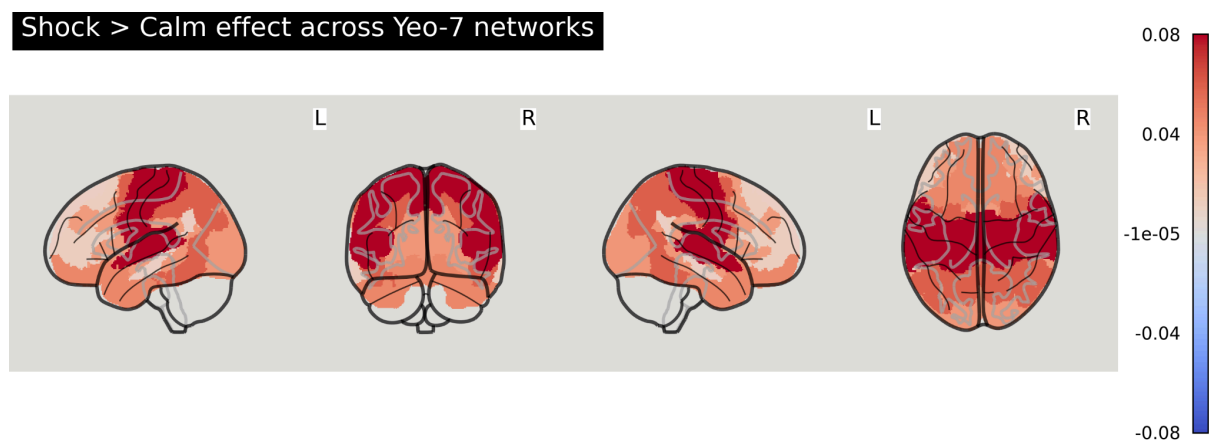 Shock > Calm effect across Yeo-7 networks
L R L R
0.08
0.04
-1e-05
-0.04
-0.08